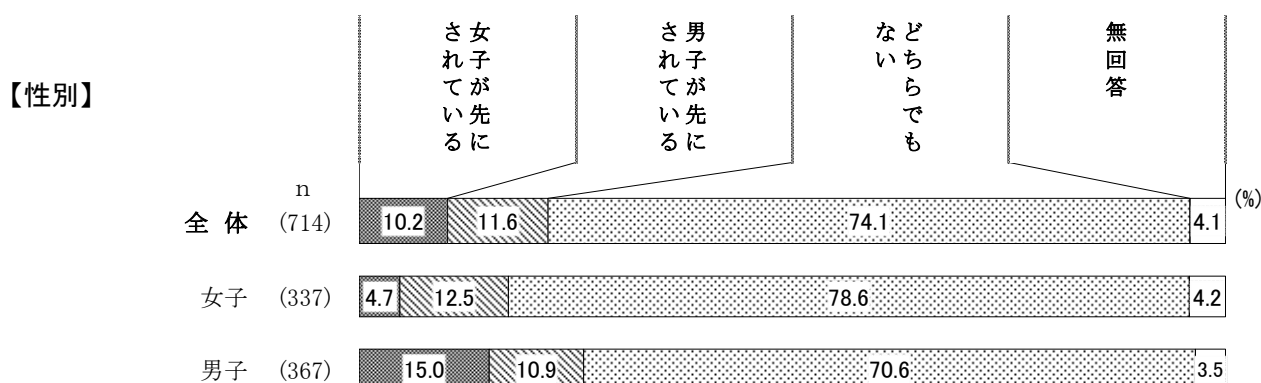 【性別】
女子が先に
されている
男子が先に
されている
どちらでも
ない
無回答
n
(%)
全 体 (714) 10.2 11.6 74.1 4.1
女子 (337) 4.7 12.5 78.6 4.2
男子 (367) 15.0 10.9 70.6 3.5